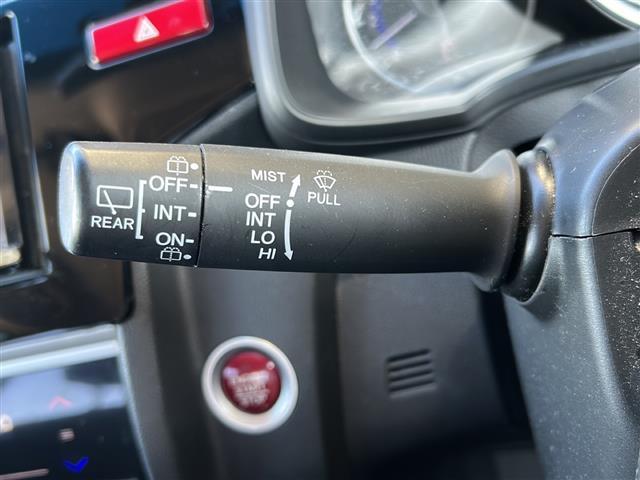 REAR
OFF
INT
ON
MIST
OFF
INT
LO
HI
PULL